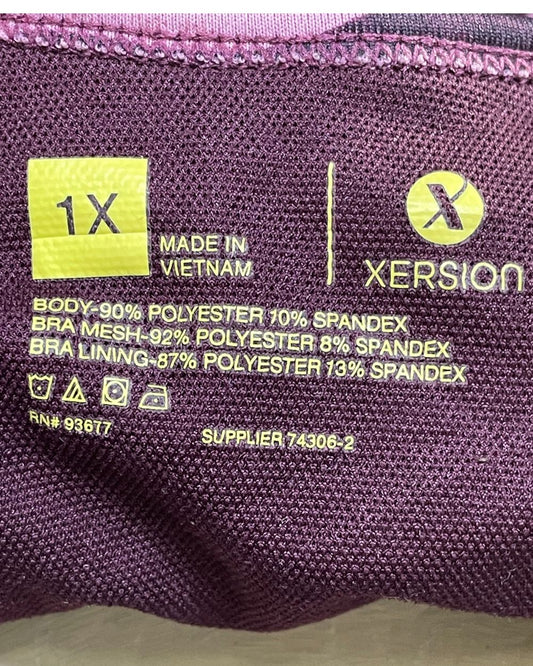 1X
MADE IN
VIETNAM
X
XERSION
BODY-90% POLYESTER 10% SPANDEX
BRA MESH-92% POLYESTER 8% SPANDEX
BRA LINING-87% POLYESTER 13% SPANDEX
RN# 93677
SUPPLIER 74306-2